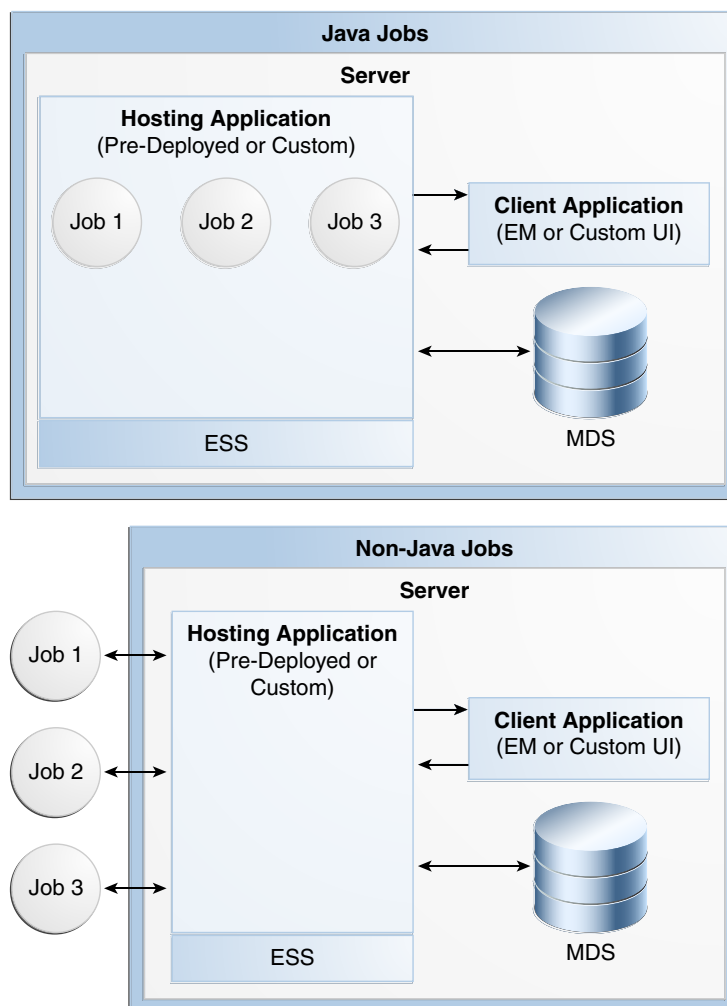 Java Jobs
Server
Hosting Application
(Pre-Deployed or Custom)
Job 1
Job 2
Job 3
Client Application
(EM or Custom UI)
MDS
ESS
Non-Java Jobs
Server
Hosting Application
(Pre-Deployed or
Custom)
Job 1
Job 2
Job 3
Client Application
(EM or Custom UI)
MDS
ESS